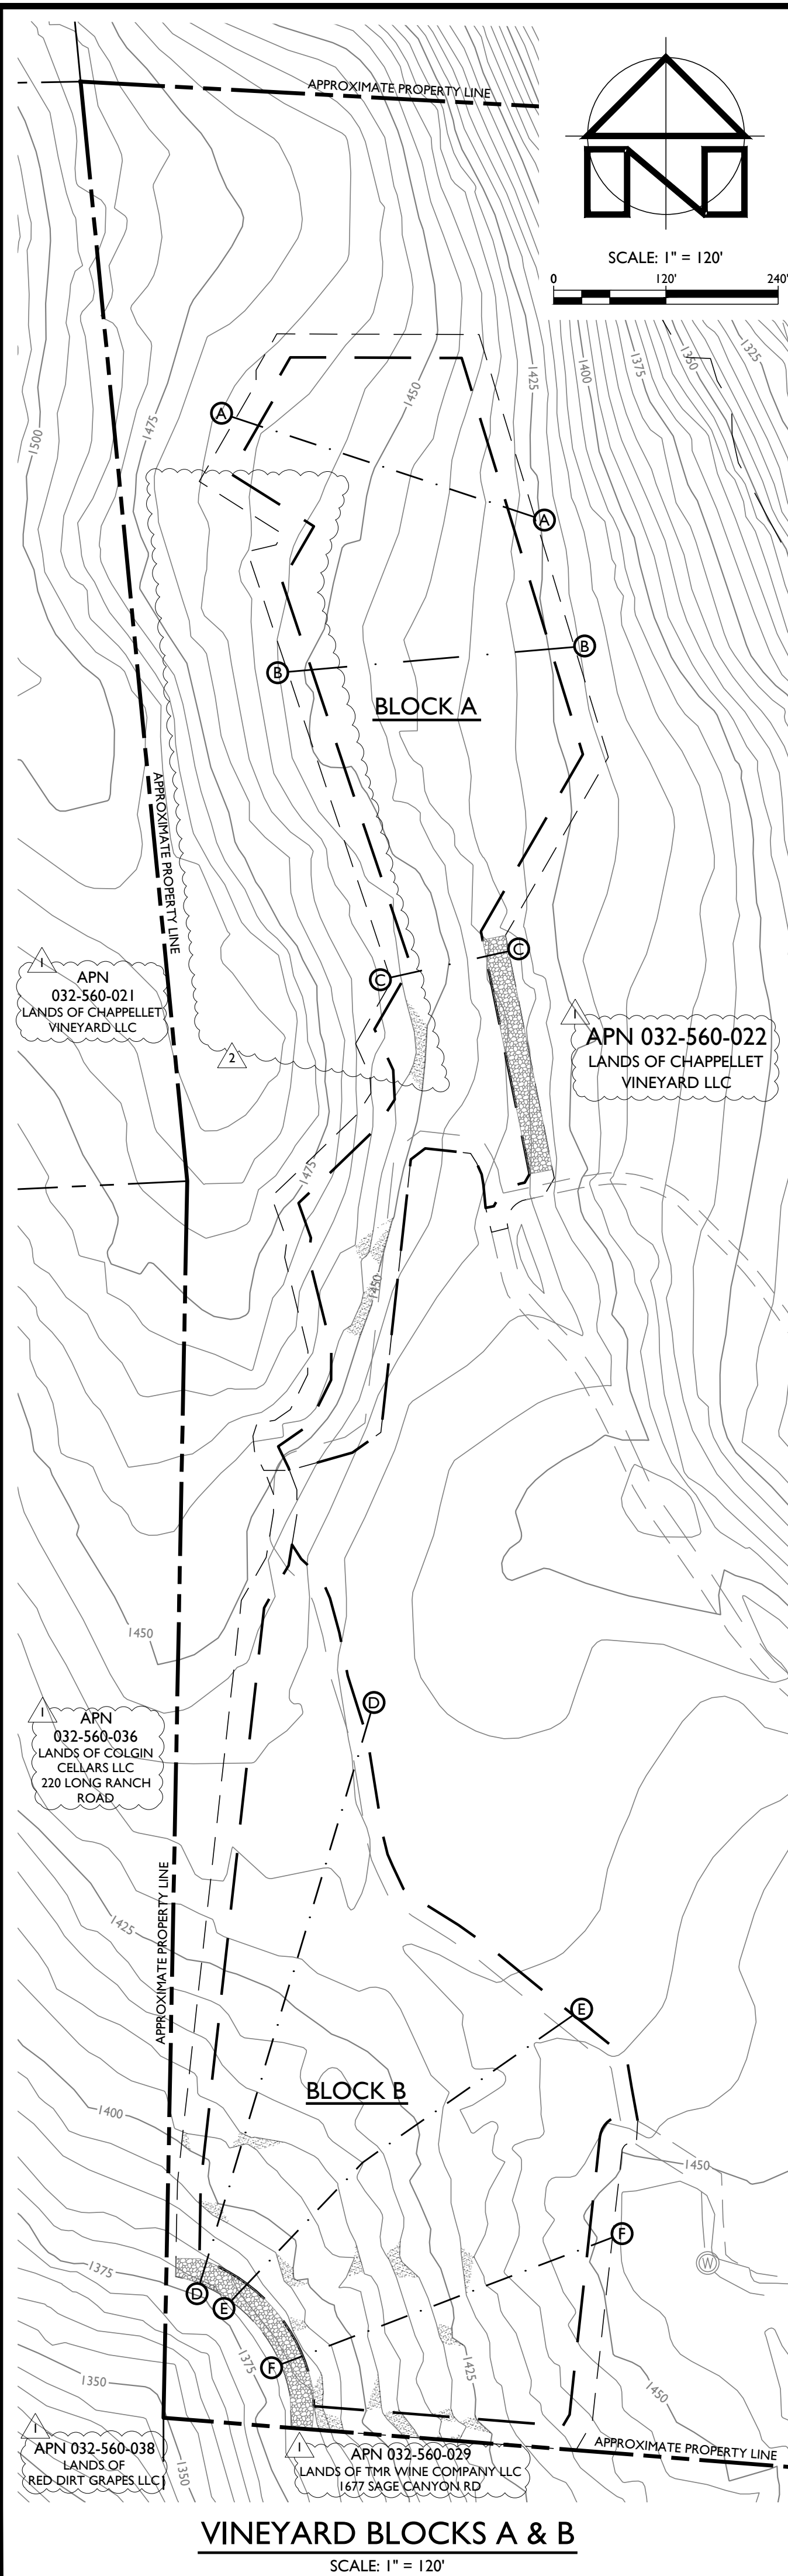 APPROXIMATE PROPERTY LINE
N
SCALE: 1" = 120'
0 120' 240'
1325
1350
1375
1400
1425
1450
1475
1500
A
A
B
B
BLOCK A
APPROXIMATE PROPERTY LINE
C
C
1
APN
032-560-021
LANDS OF CHAPPELLET
VINEYARD LLC
1
APN 032-560-022
LANDS OF CHAPPELLET
VINEYARD LLC
2
1475
1450
1450
D
1
APN
032-560-036
LANDS OF COLGIN
CELLARS LLC
220 LONG RANCH
ROAD
APPROXIMATE PROPERTY LINE
1425
E
BLOCK B
1400
1450
F
W
1375
D
E
F
1375
1350
1425
1450
1
APN 032-560-038
LANDS OF
RED DIRT GRAPES LLC
1350
1
APN 032-560-029
LANDS OF TMR WINE COMPANY LLC
1677 SAGE CANYON RD
APPROXIMATE PROPERTY LINE
VINEYARD BLOCKS A & B
SCALE: 1" = 120'